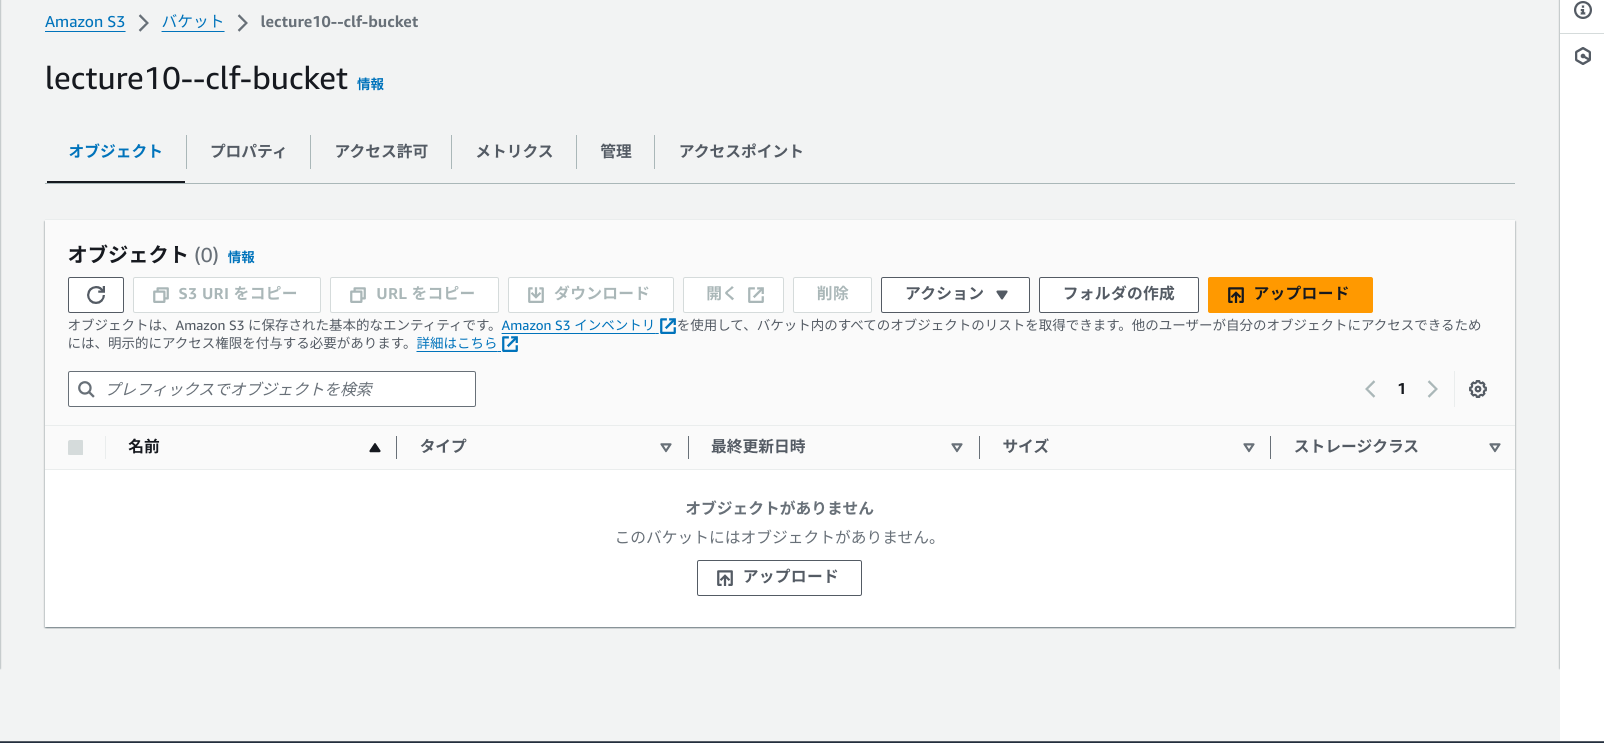 Amazon S3 > バケット > lecture10--clf-bucket
lecture10--clf-bucket 情報
オブジェクト プロパティ アクセス許可 メトリクス 管理 アクセスポイント
オブジェクト (0) 情報
S3 URI をコピー URL をコピー ダウンロード 開く 削除 アクション フォルダの作成 アップロード
オブジェクトは、Amazon S3 に保存された基本的なエンティティです。Amazon S3 インベントリ を使用して、バケット内のすべてのオブジェクトのリストを取得できます。他のユーザーが自分のオブジェクトにアクセスできるため
には、明示的にアクセス権限を付与する必要があります。詳細はこちら
プレフィックスでオブジェクトを検索
1
名前 タイプ 最終更新日時 サイズ ストレージクラス
オブジェクトがありません
このバケットにはオブジェクトがありません。
アップロード